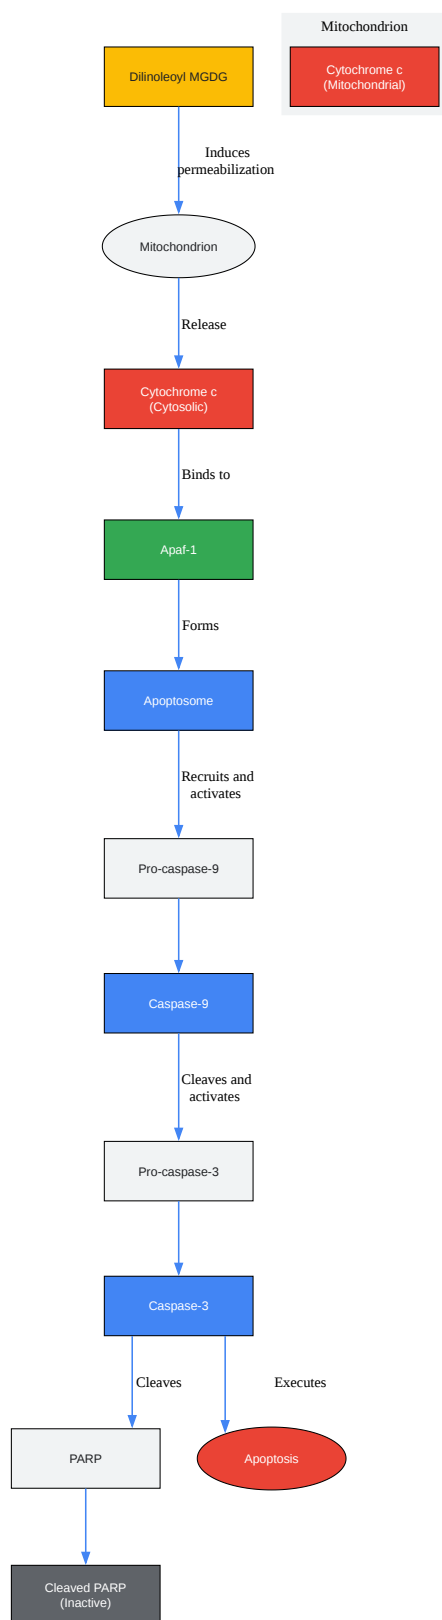 Mitochondrion
Cytochrome c
(Mitochondrial)
Dilinoleoyl MGDG
Induces
permeabilization
Mitochondrion
Release
Cytochrome c
(Cytosolic)
Binds to
Apaf-1
Forms
Apoptosome
Recruits and
activates
Pro-caspase-9
Caspase-9
Cleaves and
activates
Pro-caspase-3
Caspase-3
Cleaves
Executes
PARP
Apoptosis
Cleaved PARP
(Inactive)